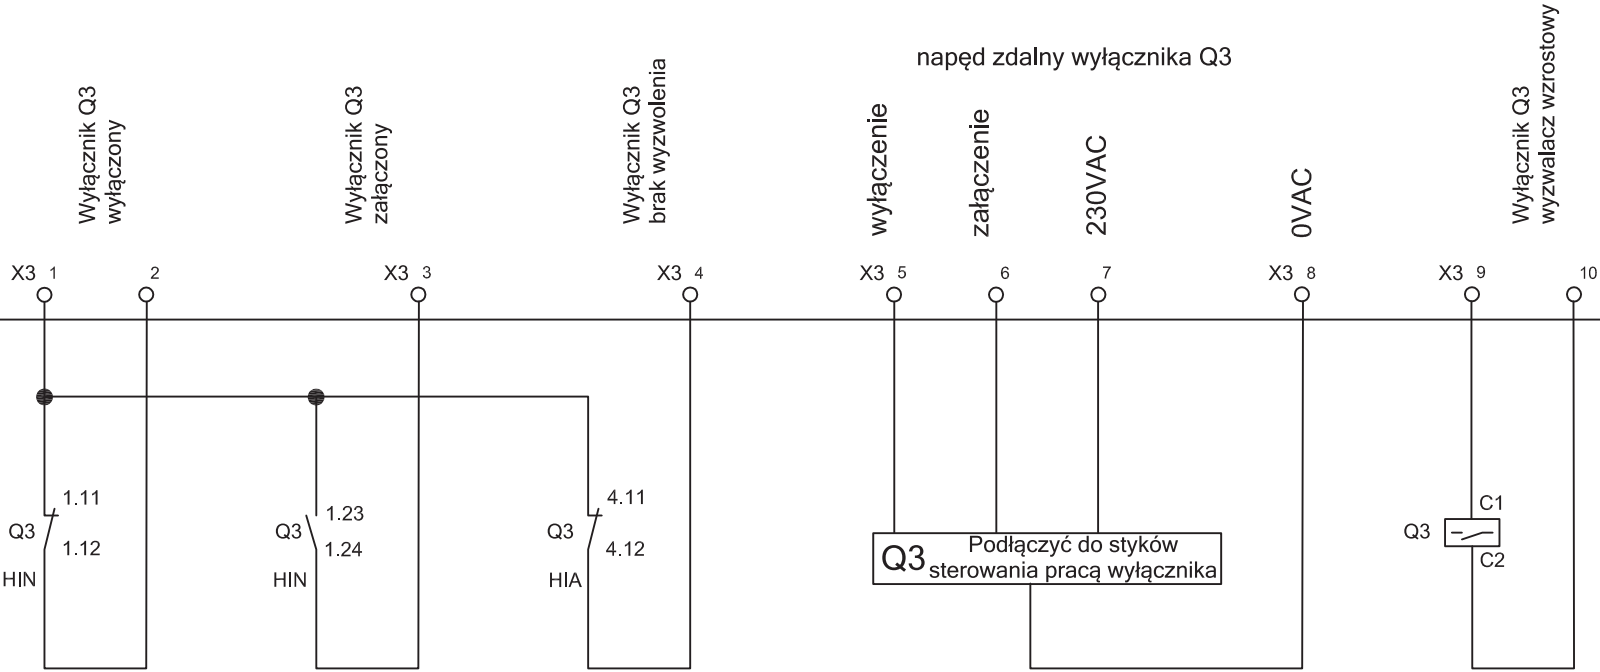 napęd zdalny wyłącznika Q3
Wyłącznik Q3
wyłączony
Wyłącznik Q3
załączony
Wyłącznik Q3
brak wyzwolenia
wyłączenie
załączenie
230VAC
0VAC
Wyłącznik Q3
wyzwalacz wzrostowy
X3 1
2
X3 3
X3 4
X3 5
6
7
X3 8
X3 9
10
1.11
Q3
1.12
HIN
1.23
Q3
1.24
HIN
4.11
Q3
4.12
HIA
Q3
Podłączyć do styków
sterowania pracą wyłącznika
C1
Q3
C2